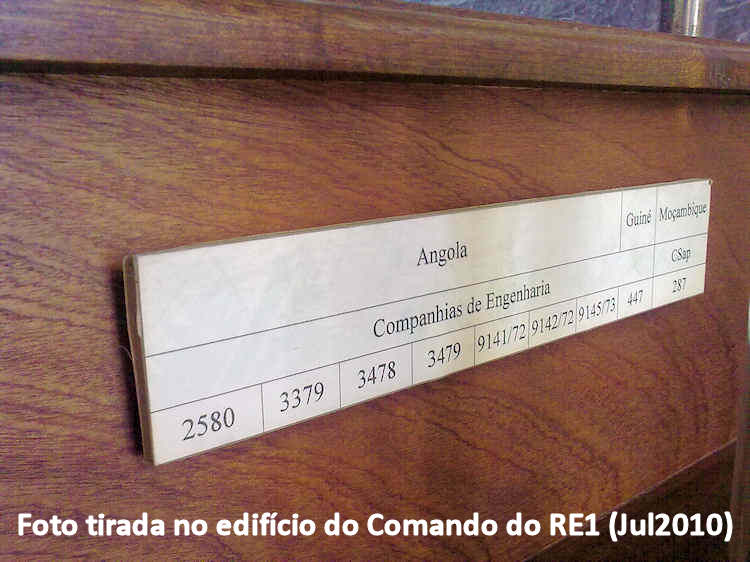 Angola Guiné Moçambique
Companhias de Engenharia CSap
2580 3379 3478 3479 9141/72 9142/72 9145/73 447 287
Foto tirada no edifício do Comando do RE1 (Jul2010)